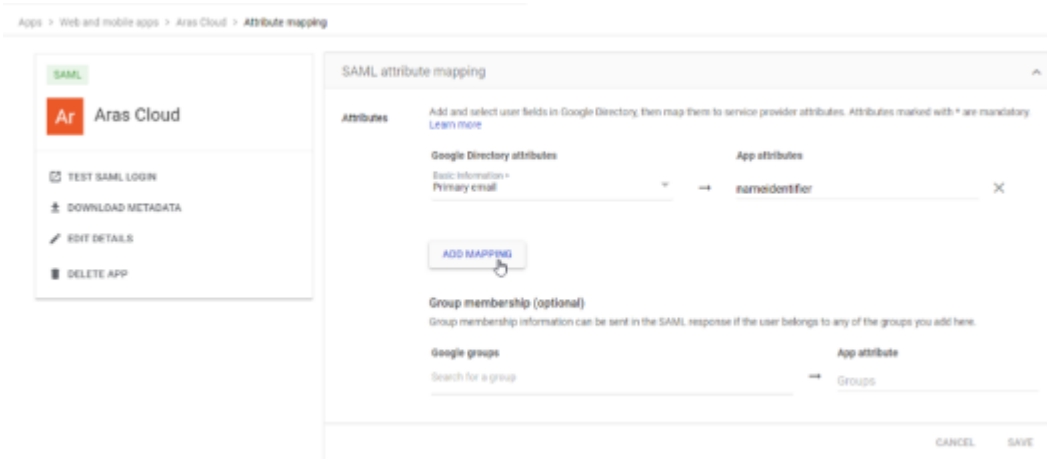 Apps > Web and mobile apps > Aras Cloud > Attribute mapping
SAML
Ar Aras Cloud
TEST SAML LOGIN
DOWNLOAD METADATA
EDIT DETAILS
DELETE APP
SAML attribute mapping
Attributes
Add and select user fields in Google Directory, then map them to service provider attributes. Attributes marked with * are mandatory.
Learn more
Google Directory attributes App attributes
Basic Information >
Primary email → nameidentifier
ADD MAPPING
Group membership (optional)
Group membership information can be sent in the SAML response if the user belongs to any of the groups you add here.
Google groups App attribute
Search for a group → Groups
CANCEL SAVE